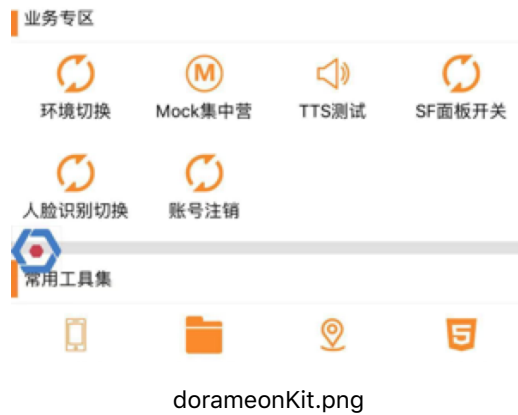 业务专区
环境切换 Mock集中营 TTS测试 SF面板开关
人脸识别切换 账号注销
常用工具集
dorameonKit.png